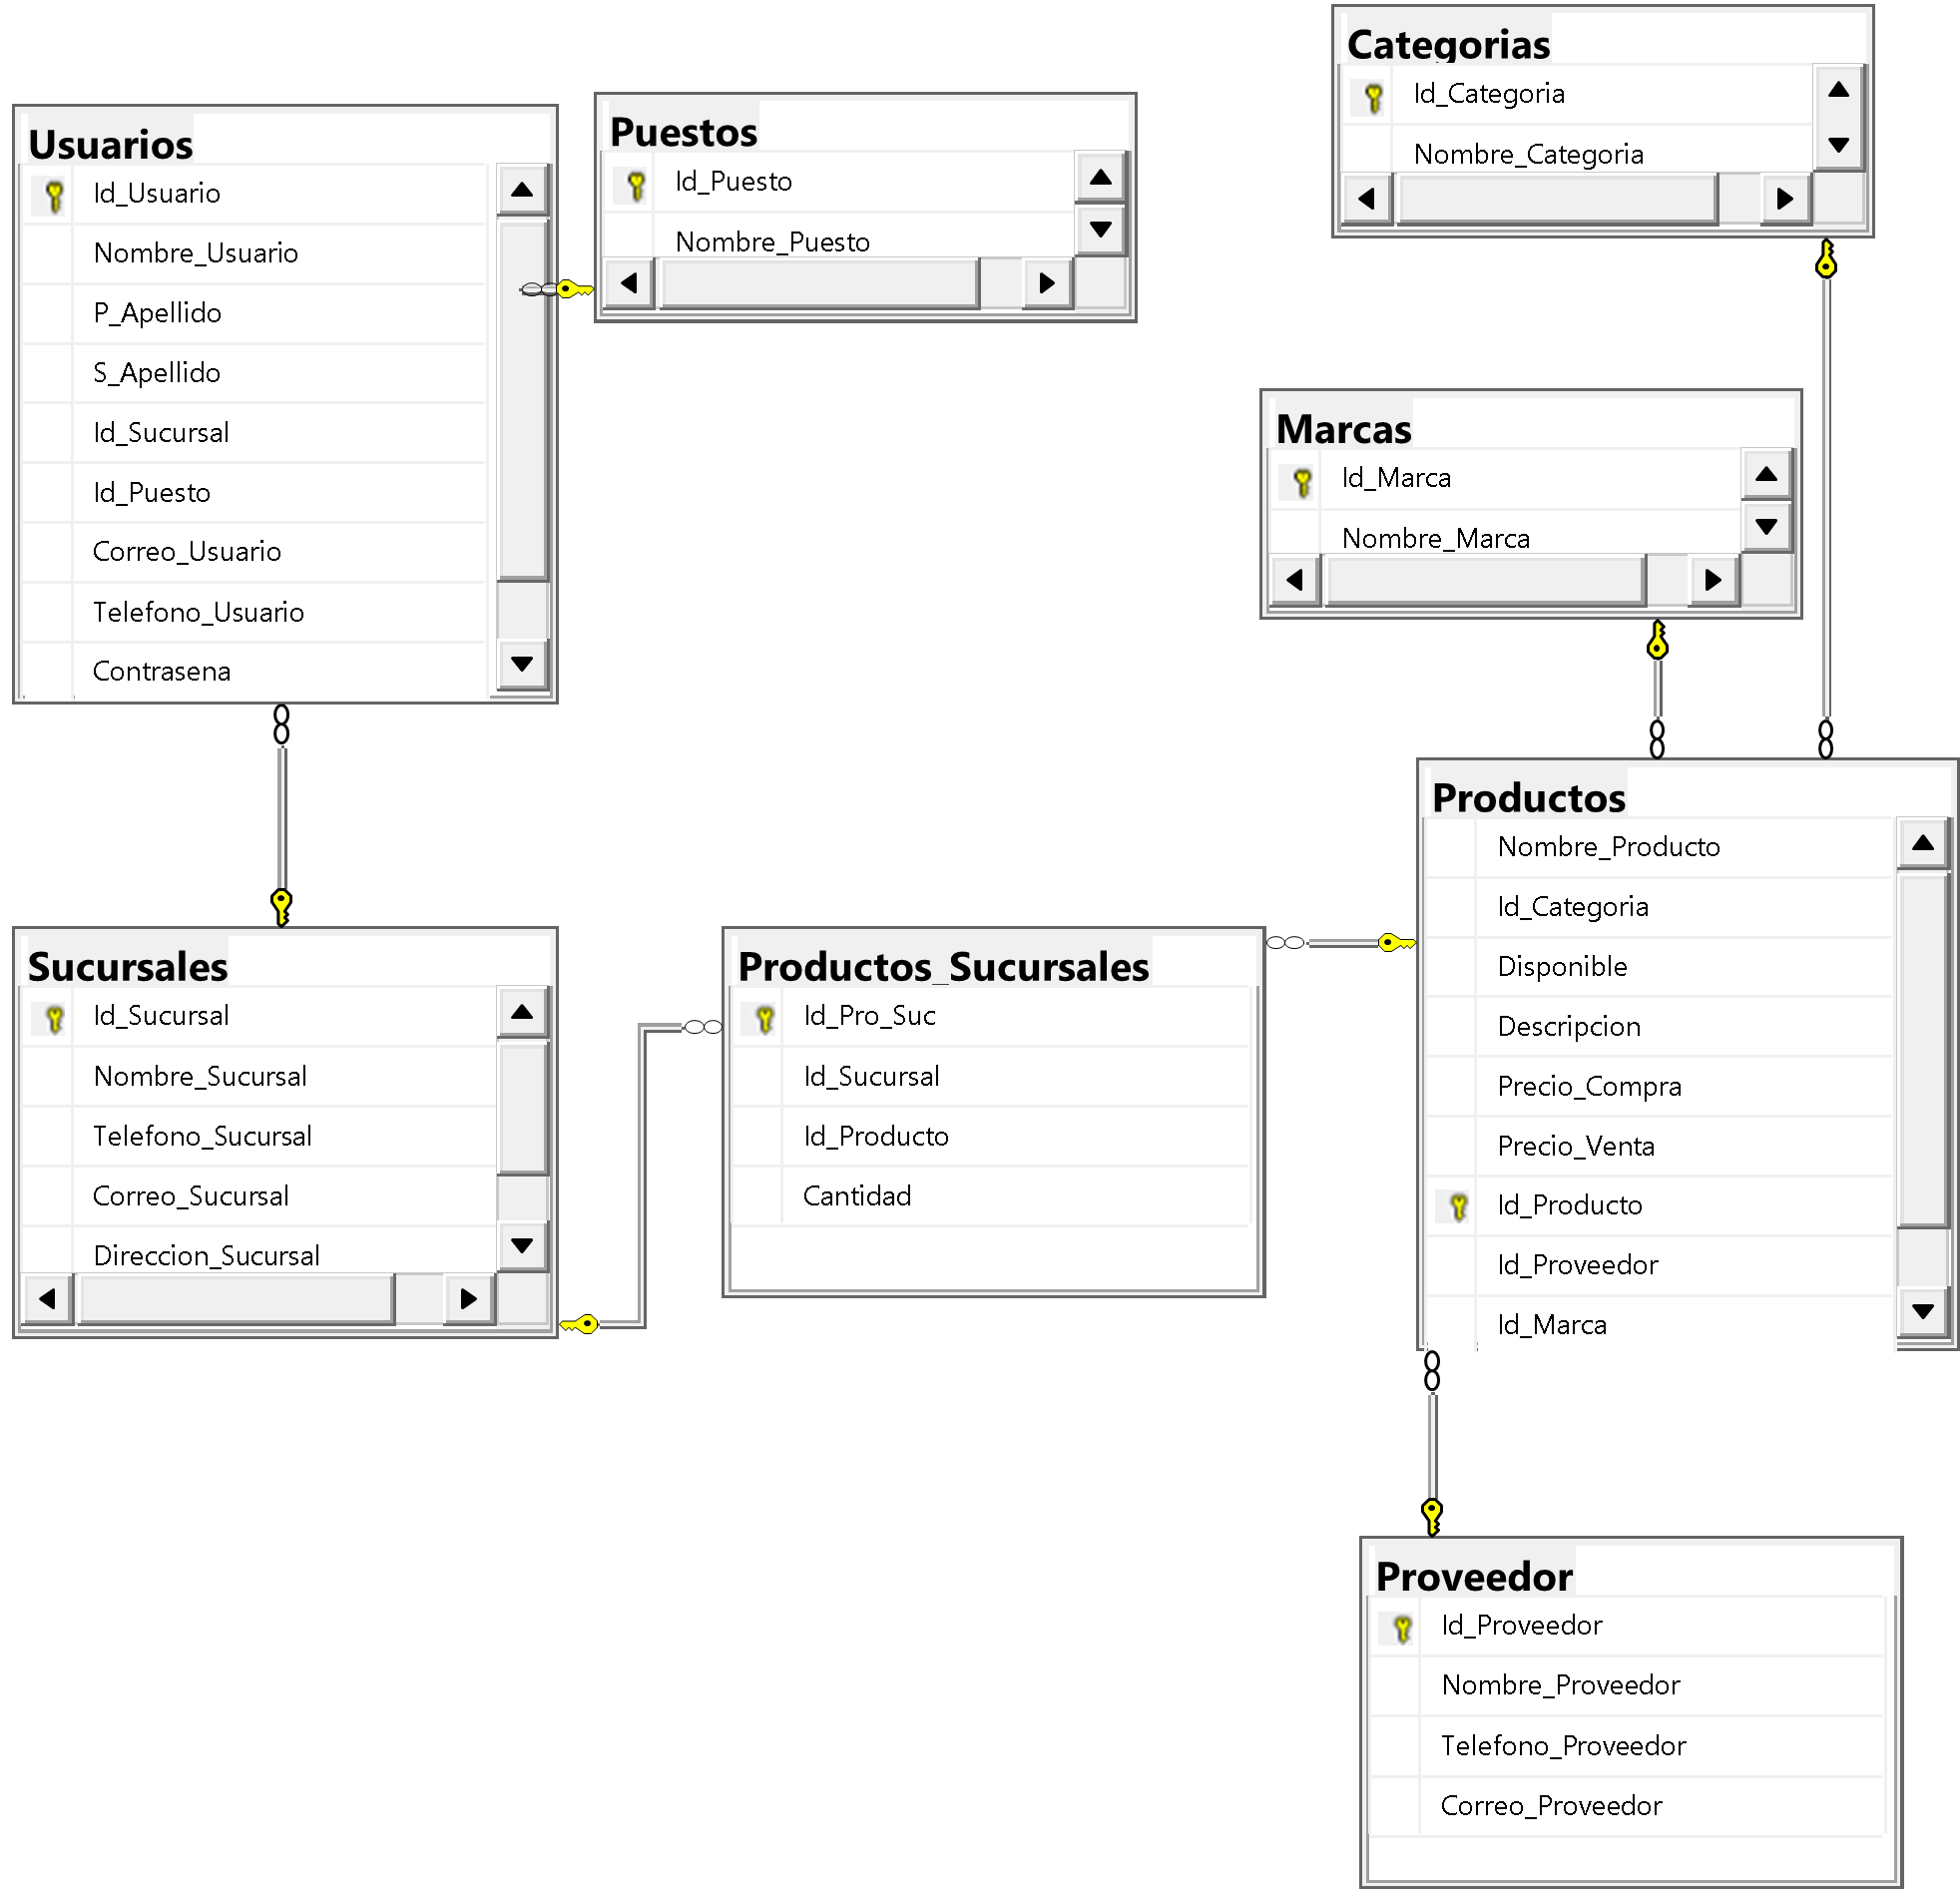 Usuarios
Id_Usuario
Nombre_Usuario
P_Apellido
S_Apellido
Id_Sucursal
Id_Puesto
Correo_Usuario
Telefono_Usuario
Contrasena
Puestos
Id_Puesto
Nombre_Puesto
Categorias
Id_Categoria
Nombre_Categoria
Marcas
Id_Marca
Nombre_Marca
Productos
Nombre_Producto
Id_Categoria
Disponible
Descripcion
Precio_Compra
Precio_Venta
Id_Producto
Id_Proveedor
Id_Marca
Sucursales
Id_Sucursal
Nombre_Sucursal
Telefono_Sucursal
Correo_Sucursal
Direccion_Sucursal
Productos_Sucursales
Id_Pro_Suc
Id_Sucursal
Id_Producto
Cantidad
Proveedor
Id_Proveedor
Nombre_Proveedor
Telefono_Proveedor
Correo_Proveedor